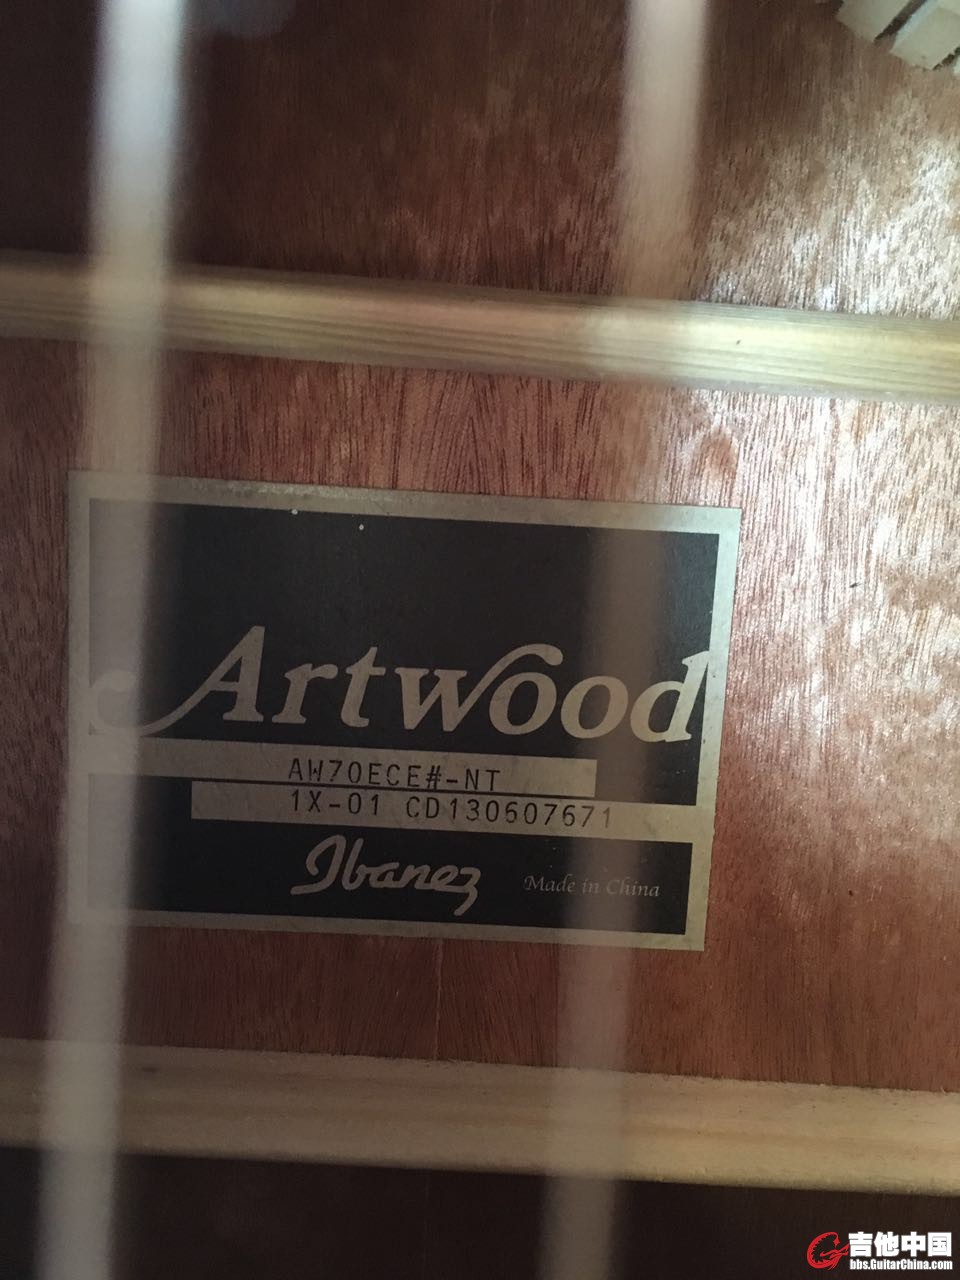 Artwood
AW70ECE#-NT
1X-01 CD130607671
Ibanez
Made in China
吉他中国
bbs.GuitarChina.com